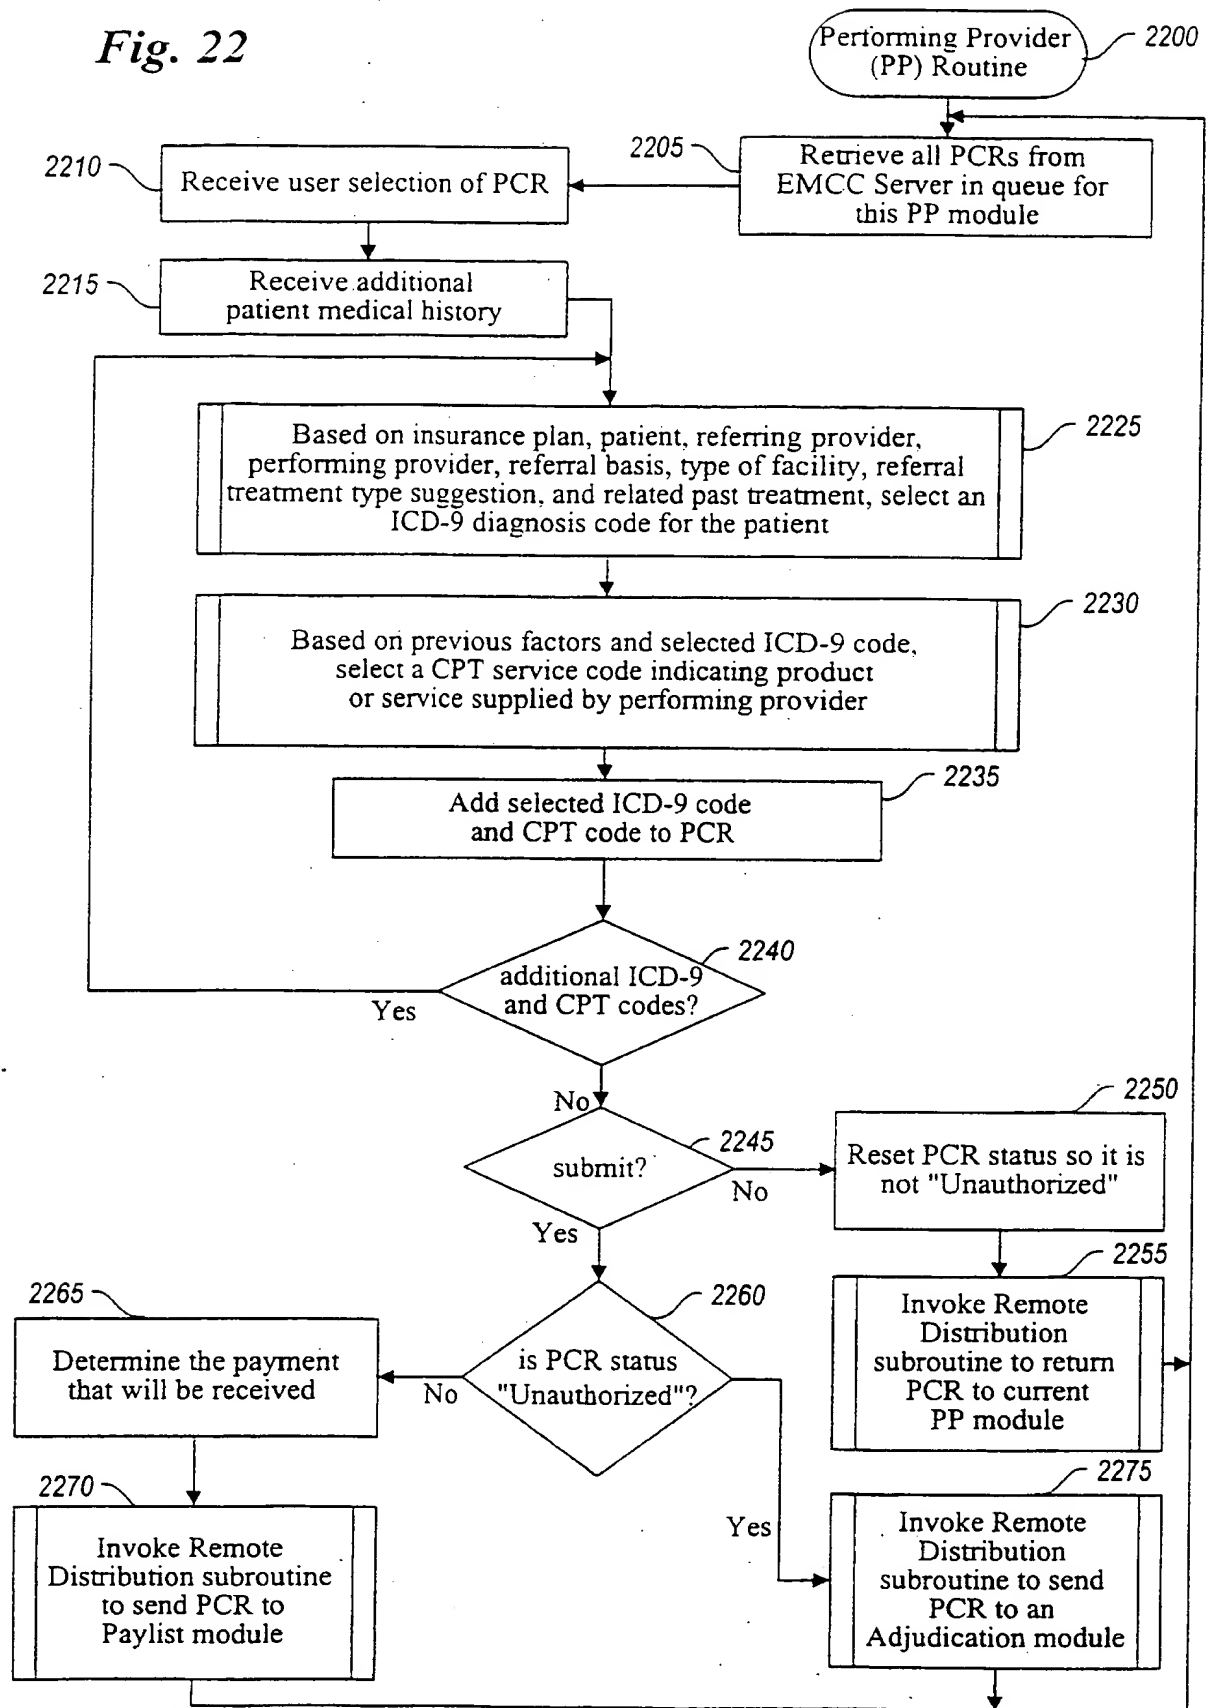 Fig. 22
Performing Provider
(PP) Routine
2200
2205
Retrieve all PCRs from
EMCC Server in queue for
this PP module
2210
Receive user selection of PCR
2215
Receive additional
patient medical history
2225
Based on insurance plan, patient, referring provider,
performing provider, referral basis, type of facility, referral
treatment type suggestion, and related past treatment, select an
ICD-9 diagnosis code for the patient
2230
Based on previous factors and selected ICD-9 code,
select a CPT service code indicating product
or service supplied by performing provider
2235
Add selected ICD-9 code
and CPT code to PCR
2240
additional ICD-9
and CPT codes?
Yes
No
2245
submit?
No
Yes
2250
Reset PCR status so it is
not "Unauthorized"
2255
Invoke Remote
Distribution
subroutine to return
PCR to current
PP module
2260
is PCR status
"Unauthorized"?
No
Yes
2265
Determine the payment
that will be received
2270
Invoke Remote
Distribution subroutine
to send PCR to
Paylist module
2275
Invoke Remote
Distribution
subroutine to send
PCR to an
Adjudication module